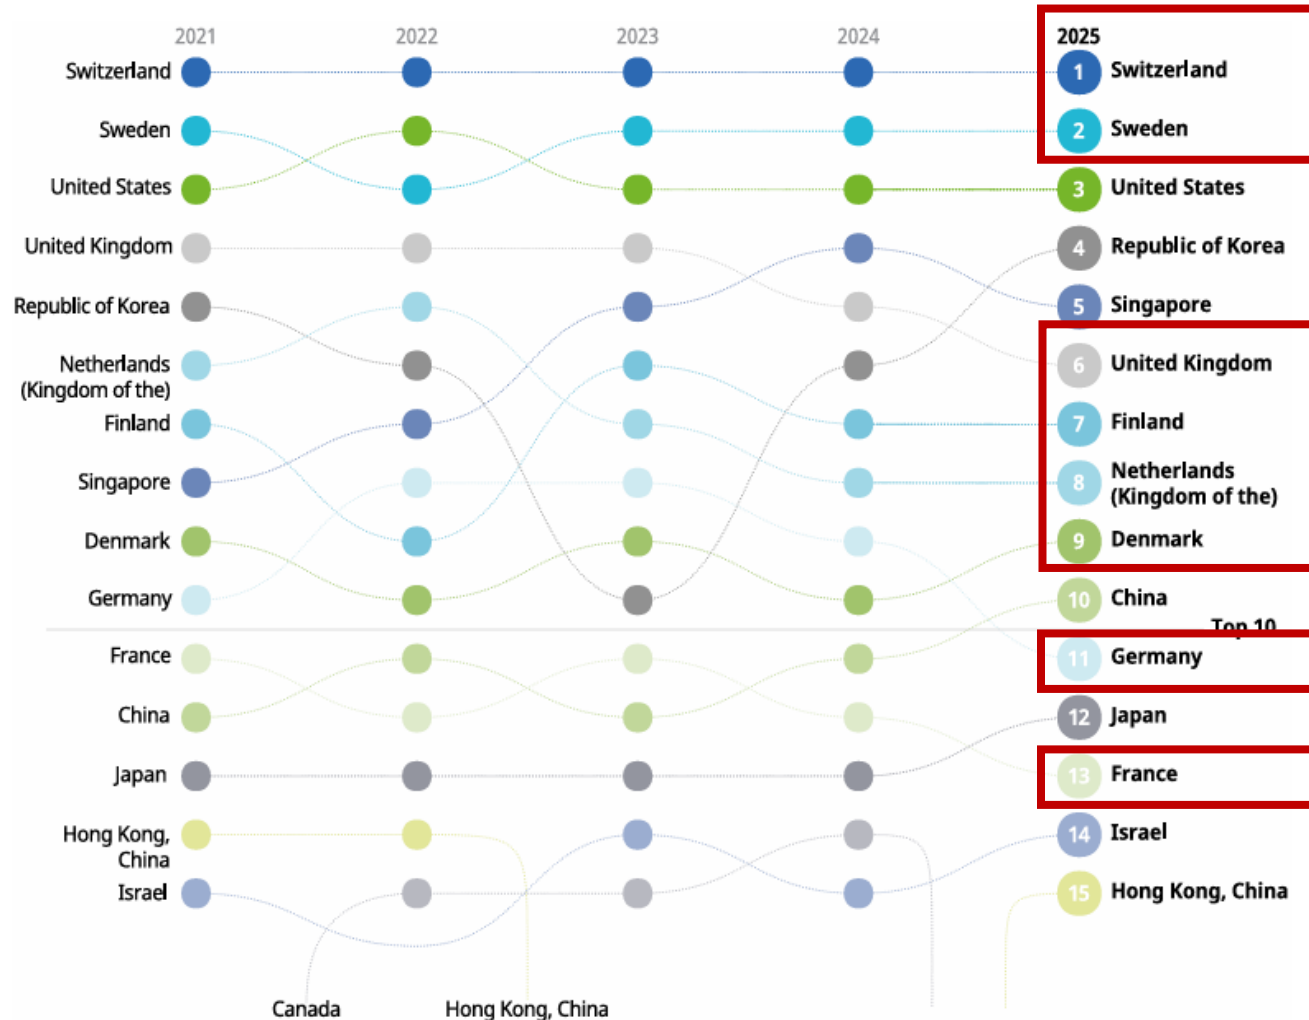 2021 2022 2023 2024 2025
Switzerland 1 Switzerland
Sweden 2 Sweden
United States 3 United States
United Kingdom 4 Republic of Korea
Republic of Korea 5 Singapore
Netherlands
(Kingdom of the) 6 United Kingdom
Finland 7 Finland
Singapore 8 Netherlands
(Kingdom of the)
Denmark 9 Denmark
Germany 10 China
Top 10
France 11 Germany
China 12 Japan
Japan 13 France
Hong Kong,
China 14 Israel
Israel 15 Hong Kong, China
Canada Hong Kong, China